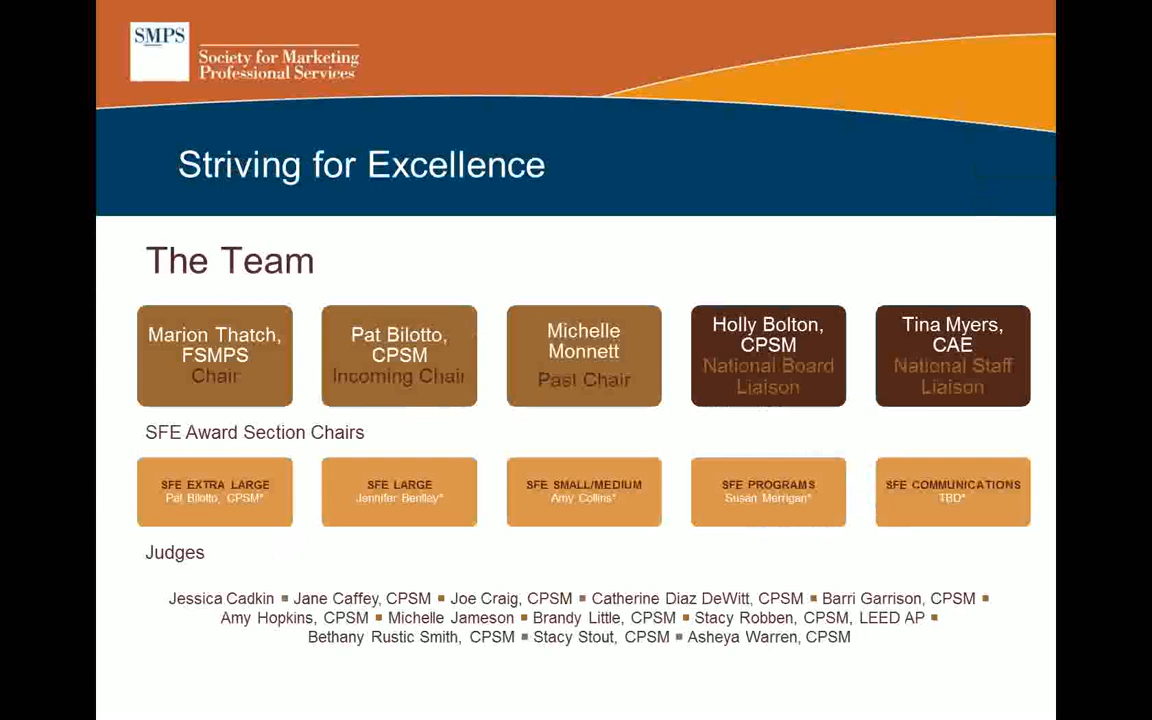 SMPS
Society for Marketing
Professional Services
Striving for Excellence
The Team
Marion Thatch,
FSMPS
Chair
Pat Bilotto,
CPSM
Incoming Chair
Michelle
Monnett
Past Chair
Holly Bolton,
CPSM
National Board
Liaison
Tina Myers,
CAE
National Staff
Liaison
SFE Award Section Chairs
SFE EXTRA LARGE
Pat Bilotto, CPSM*
SFE LARGE
Jennifer Bentley*
SFE SMALL/MEDIUM
Amy Collins*
SFE PROGRAMS
Susan Merrigan*
SFE COMMUNICATIONS
TBD*
Judges
Jessica Cadkin ▪ Jane Caffey, CPSM ▪ Joe Craig, CPSM ▪ Catherine Diaz DeWitt, CPSM ▪ Barri Garrison, CPSM ▪
Amy Hopkins, CPSM ▪ Michelle Jameson ▪ Brandy Little, CPSM ▪ Stacy Robben, CPSM, LEED AP ▪
Bethany Rustic Smith, CPSM ▪ Stacy Stout, CPSM ▪ Asheya Warren, CPSM